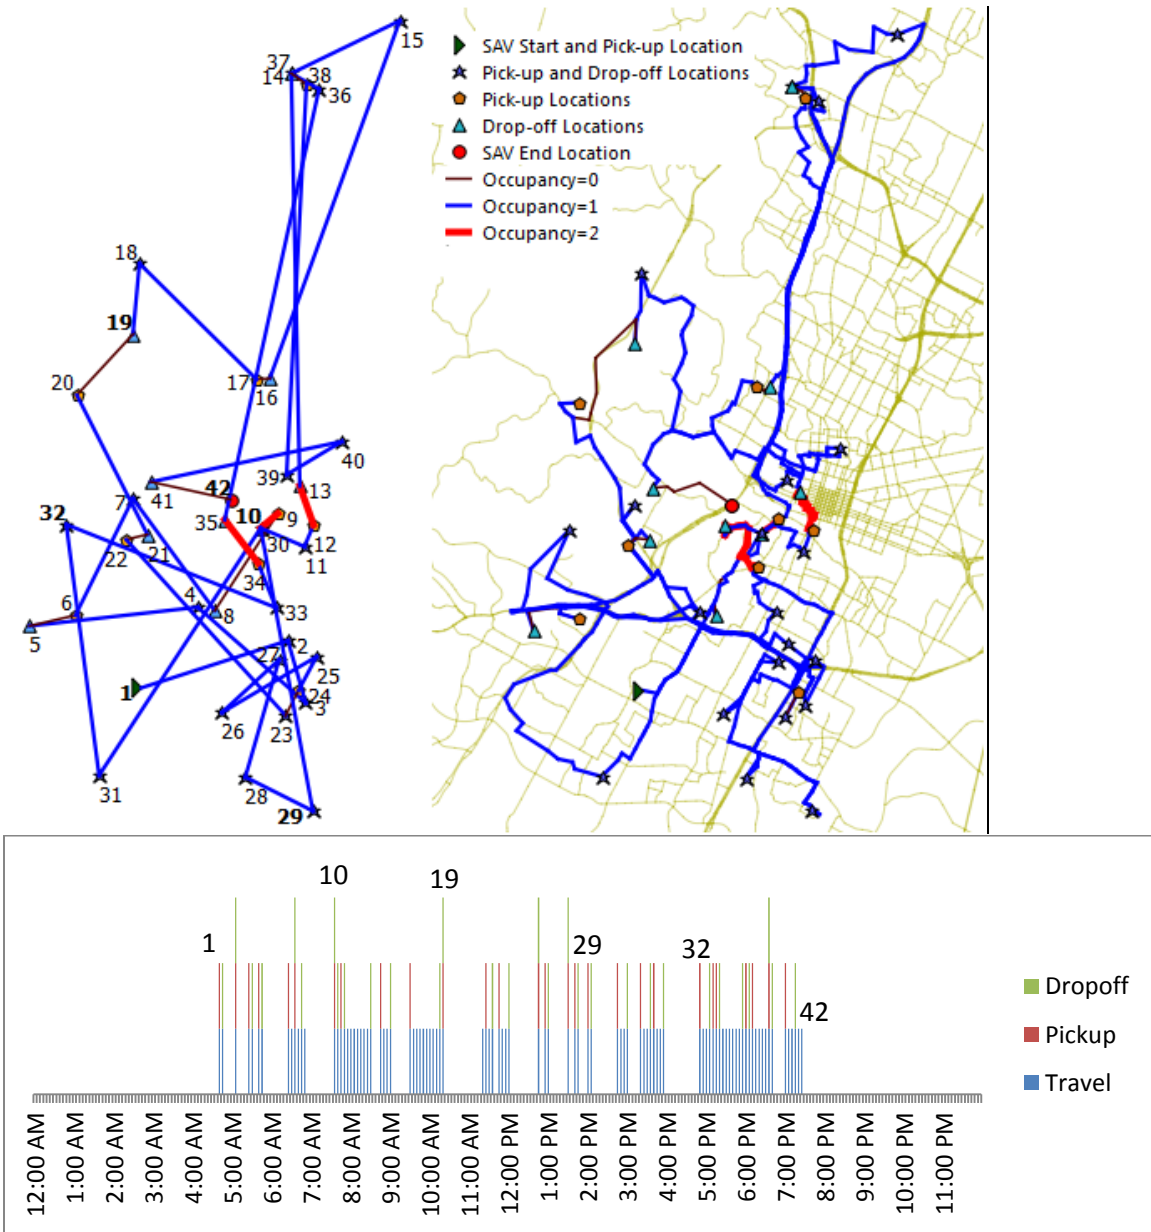 15
37
38
14
36
SAV Start and Pick-up Location
Pick-up and Drop-off Locations
Pick-up Locations
Drop-off Locations
SAV End Location
Occupancy=0
Occupancy=1
Occupancy=2
18
19
20
17
16
40
39
41
42
13
7
32
35
10
9
30
12
22
21
11
34
6
4
8
33
5
2
27
25
1
24
3
26
23
31
28
29
10
19
1
29
32
42
Dropoff
Pickup
Travel
12:00 AM
1:00 AM
2:00 AM
3:00 AM
4:00 AM
5:00 AM
6:00 AM
7:00 AM
8:00 AM
9:00 AM
10:00 AM
11:00 AM
12:00 PM
1:00 PM
2:00 PM
3:00 PM
4:00 PM
5:00 PM
6:00 PM
7:00 PM
8:00 PM
9:00 PM
10:00 PM
11:00 PM